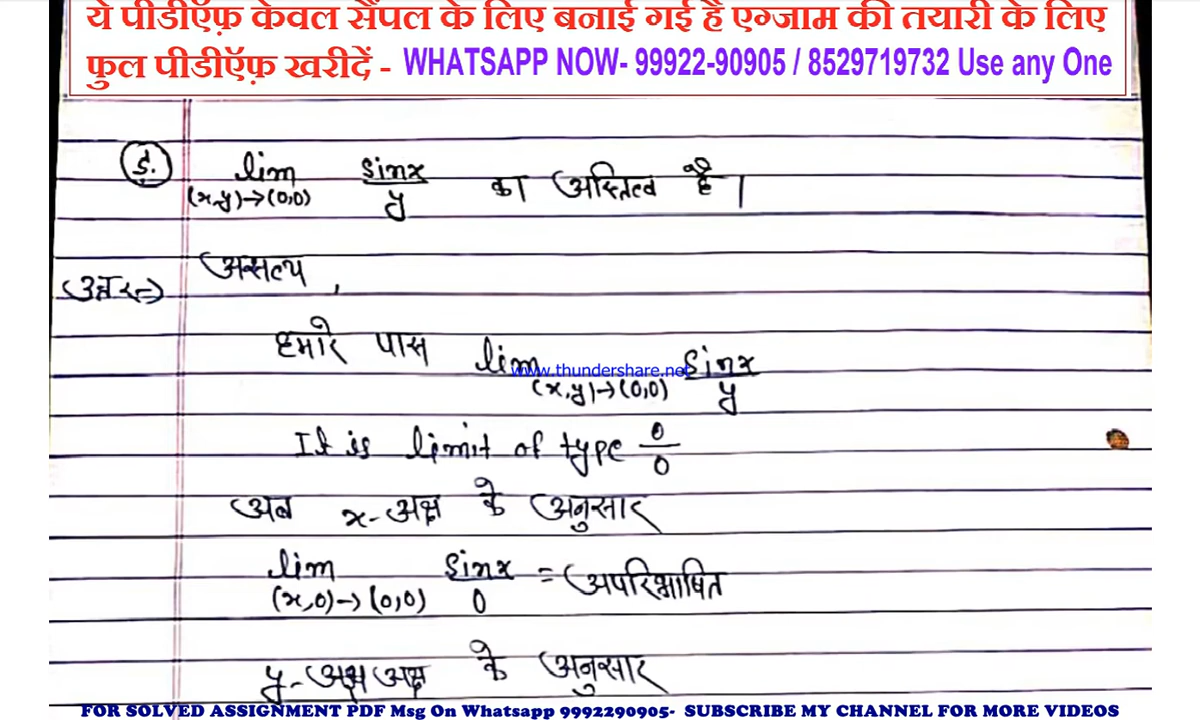 ये पीडीऍफ़ केवल सैंपल के लिए बनाई गई है एग्जाम की तयारी के लिए
फुल पीडीऍफ़ खरीदें - WHATSAPP NOW- 99922-90905 / 8529719732 Use any One
ई. lim (x,y)→(0,0) sinx/y का अस्तित्व है।
उत्तर→ असत्य,
हमारे पास lim (x,y)→(0,0) sinx/y
www.thundershare.net
It is limit of type 0/0
अब x-अक्ष के अनुसार
lim (x,0)→(0,0) sinx/0 = अपरिभाषित
y-अक्ष अक्ष के अनुसार
FOR SOLVED ASSIGNMENT PDF Msg On Whatsapp 9992290905- SUBSCRIBE MY CHANNEL FOR MORE VIDEOS